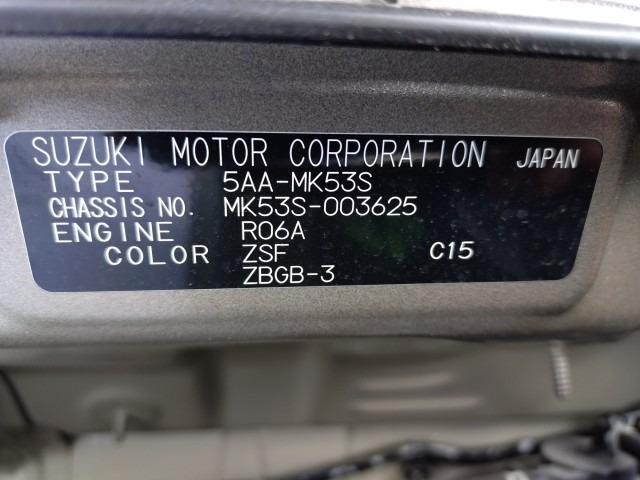 SUZUKI MOTOR CORPORATION JAPAN
TYPE 5AA-MK53S
CHASSIS NO. MK53S-003625
ENGINE R06A
COLOR ZSF C15
ZBGB-3